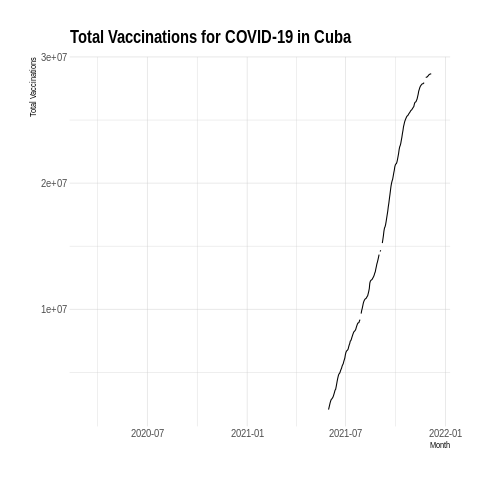 Total Vaccinations for COVID-19 in Cuba
Total Vaccinations
3e+07
2e+07
1e+07
2020-07 2021-01 2021-07 2022-01
Month